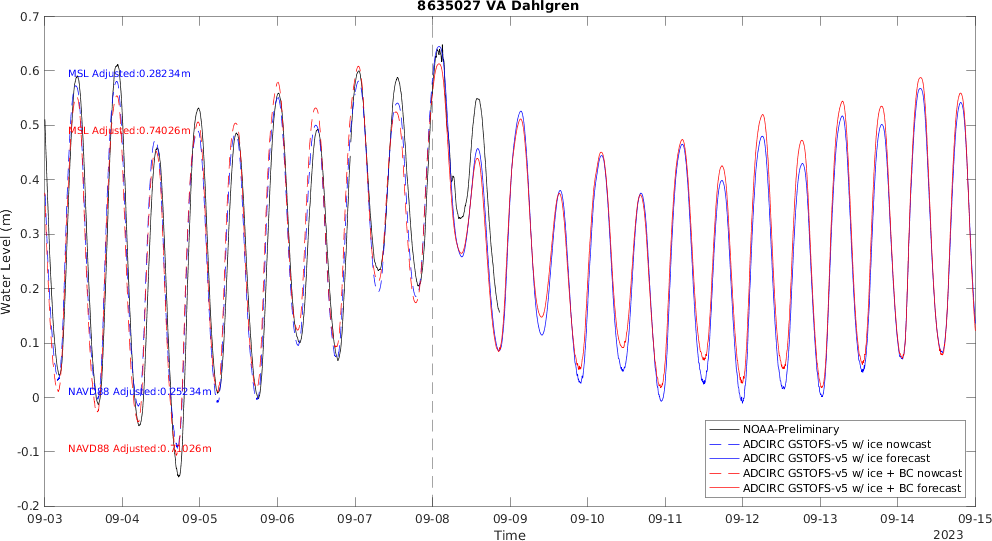 8635027 VA Dahlgren
0.7
0.6
0.5
0.4
0.3
0.2
0.1
0
-0.1
-0.2
Water Level (m)
MSL Adjusted:0.28234m
MSL Adjusted:0.74026m
NAVD88 Adjusted:0.25234m
NAVD88 Adjusted:0.71026m
NOAA-Preliminary
ADCIRC GSTOFS-v5 w/ ice nowcast
ADCIRC GSTOFS-v5 w/ ice forecast
ADCIRC GSTOFS-v5 w/ ice + BC nowcast
ADCIRC GSTOFS-v5 w/ ice + BC forecast
09-03 09-04 09-05 09-06 09-07 09-08 09-09 09-10 09-11 09-12 09-13 09-14 09-15
Time
2023